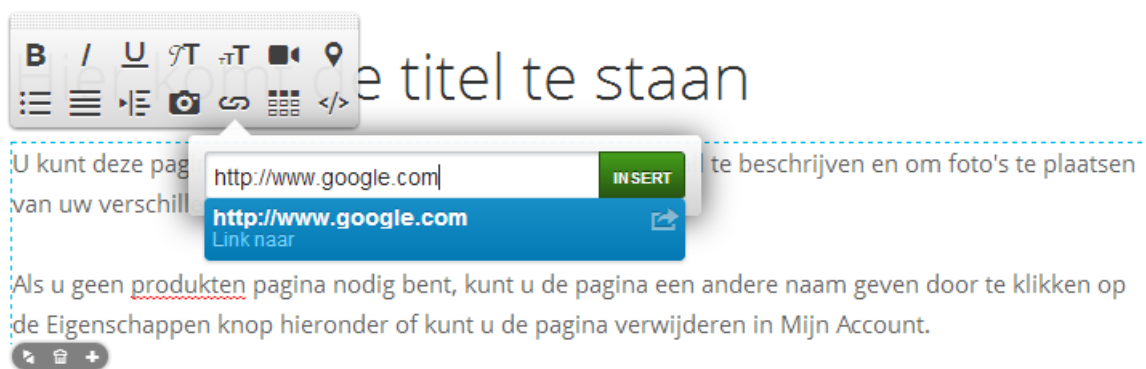 B I U TT TT
Hier komt de titel te staan
U kunt deze pag
http://www.google.com INSERT
te beschrijven en om foto's te plaatsen
van uw verschill
http://www.google.com
Link naar
Als u geen produkten pagina nodig bent, kunt u de pagina een andere naam geven door te klikken op
de Eigenschappen knop hieronder of kunt u de pagina verwijderen in Mijn Account.